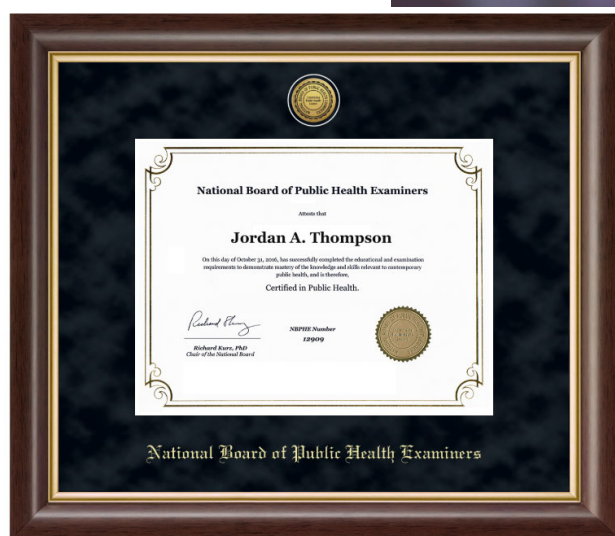 National Board of Public Health Examiners
Attests that
Jordan A. Thompson
On this day of October 31, 2016, has successfully completed the educational and examination
requirements to demonstrate mastery of the knowledge and skills relevant to contemporary
public health, and is therefore,
Certified in Public Health.
NBPHE Number
12909
Richard Kurz, PhD
Chair of the National Board
National Board of Public Health Examiners